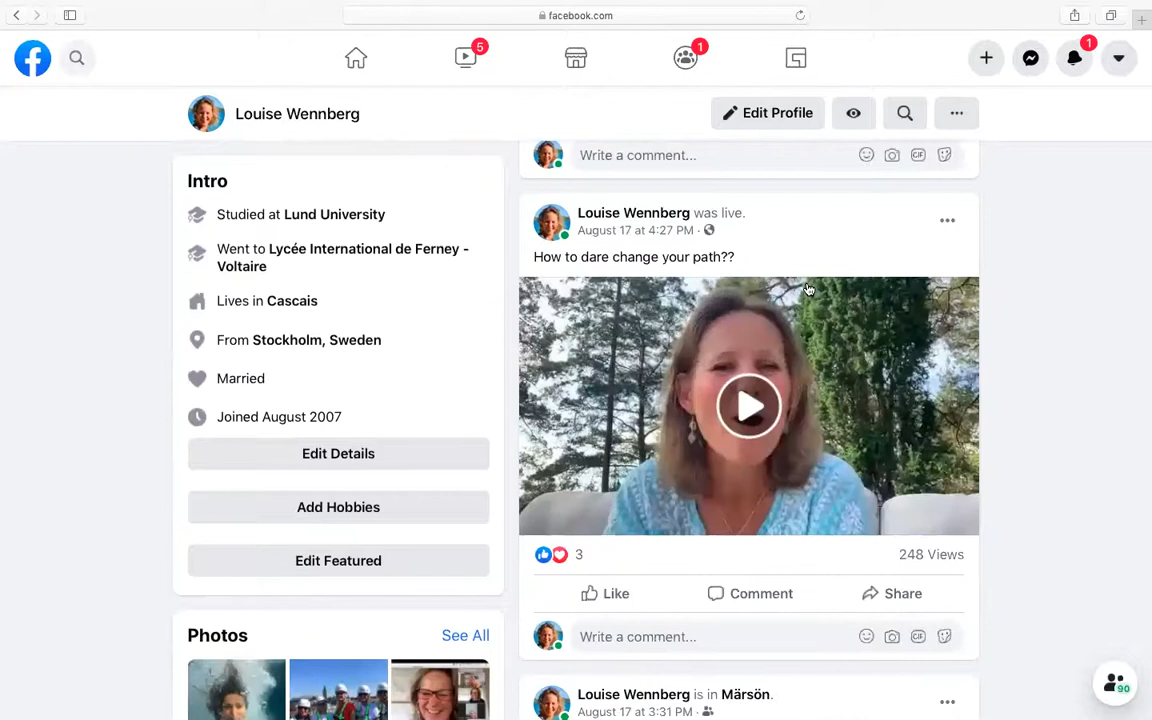 facebook.com
5
1
1
Louise Wennberg
Edit Profile
Write a comment...
GIF
Intro
Studied at Lund University
Went to Lycée International de Ferney -
Voltaire
Lives in Cascais
From Stockholm, Sweden
Married
Joined August 2007
Edit Details
Add Hobbies
Edit Featured
Photos
See All
Louise Wennberg was live.
August 17 at 4:27 PM ·
How to dare change your path??
3
248 Views
Like
Comment
Share
Write a comment...
GIF
Louise Wennberg is in Märsön.
August 17 at 3:31 PM ·
90